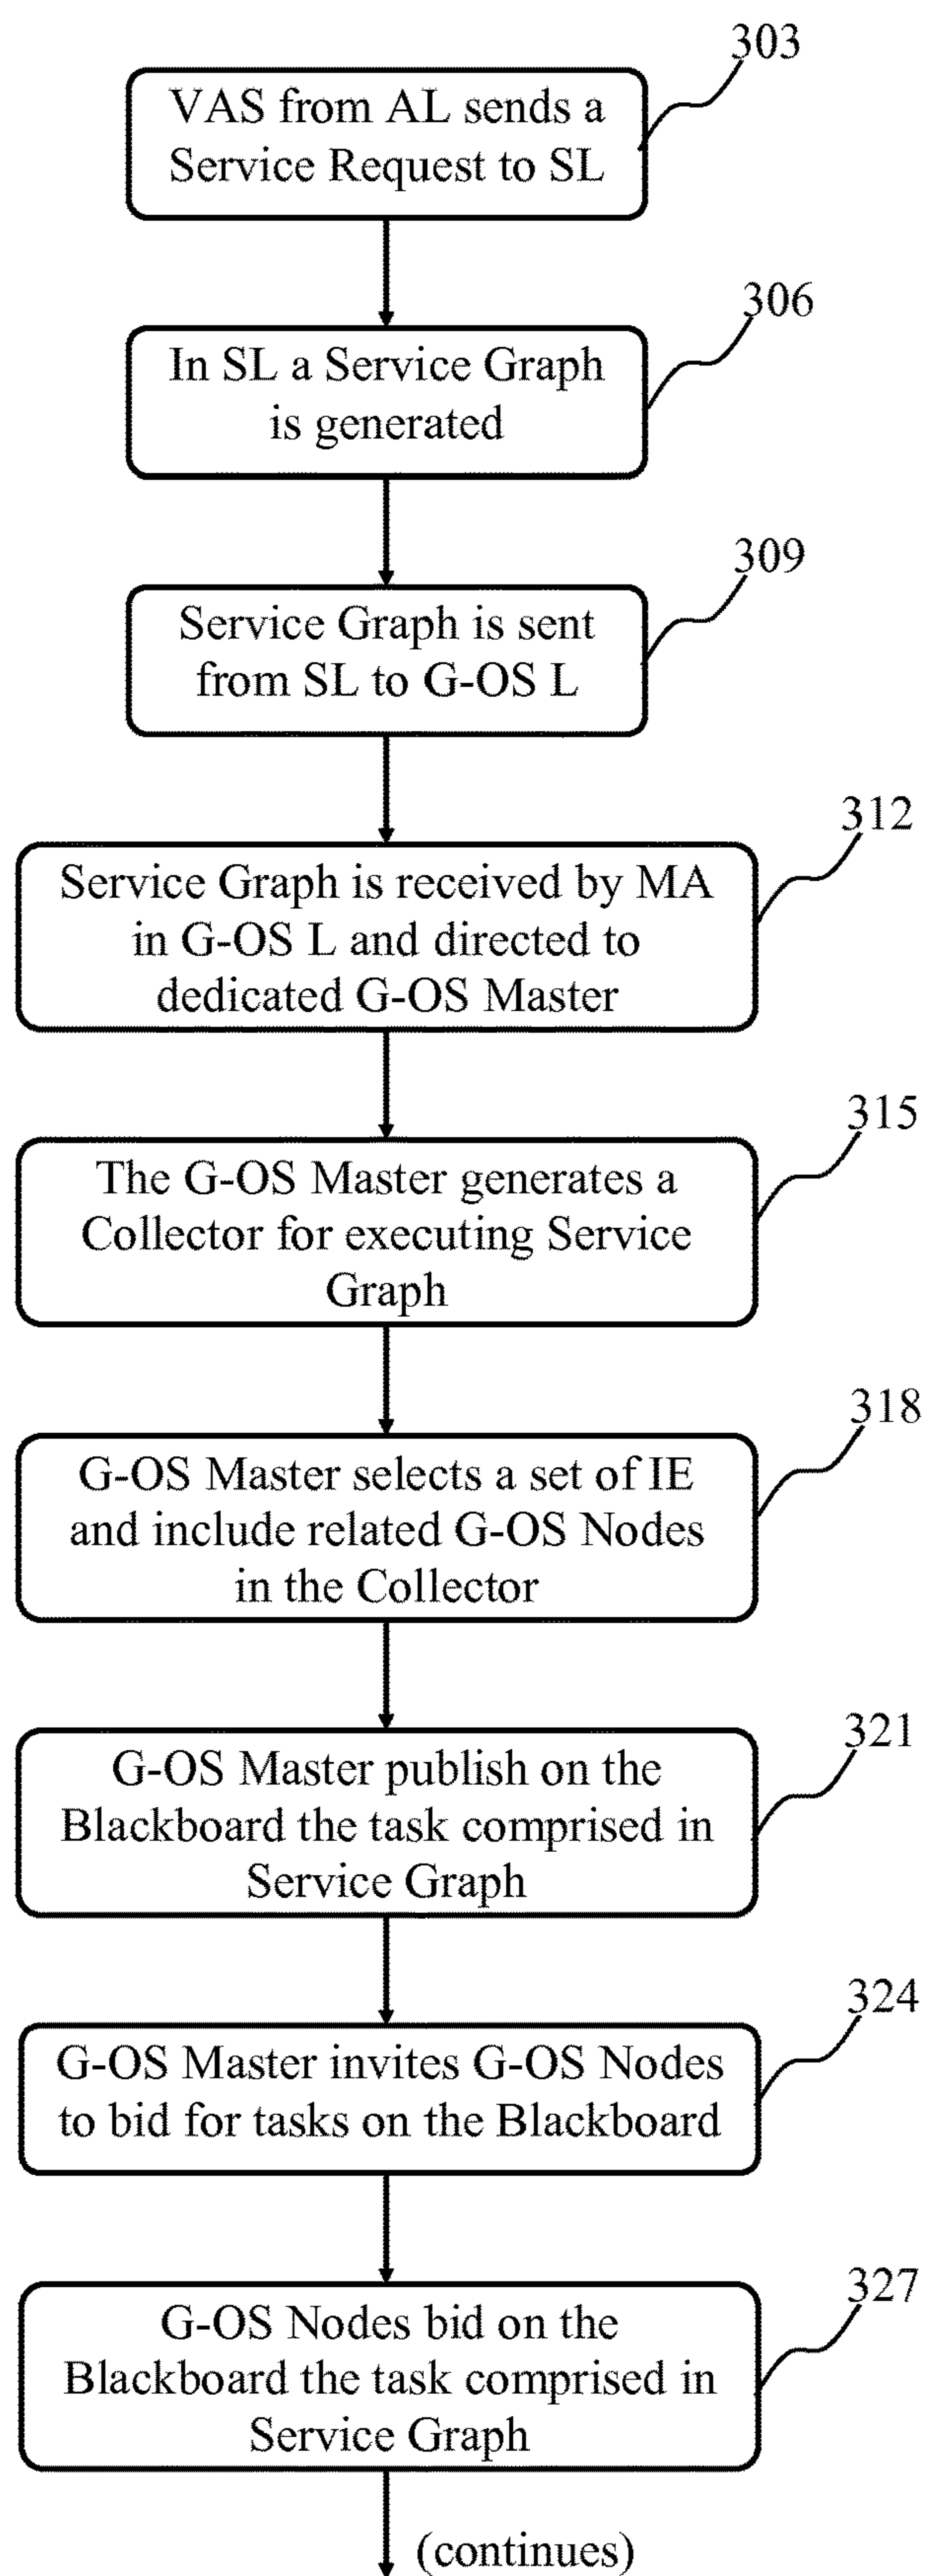 303
VAS from AL sends a
Service Request to SL
306
In SL a Service Graph
is generated
309
Service Graph is sent
from SL to G-OS L
312
Service Graph is received by MA
in G-OS L and directed to
dedicated G-OS Master
315
The G-OS Master generates a
Collector for executing Service
Graph
318
G-OS Master selects a set of IE
and include related G-OS Nodes
in the Collector
321
G-OS Master publish on the
Blackboard the task comprised in
Service Graph
324
G-OS Master invites G-OS Nodes
to bid for tasks on the Blackboard
327
G-OS Nodes bid on the
Blackboard the task comprised in
Service Graph
(continues)